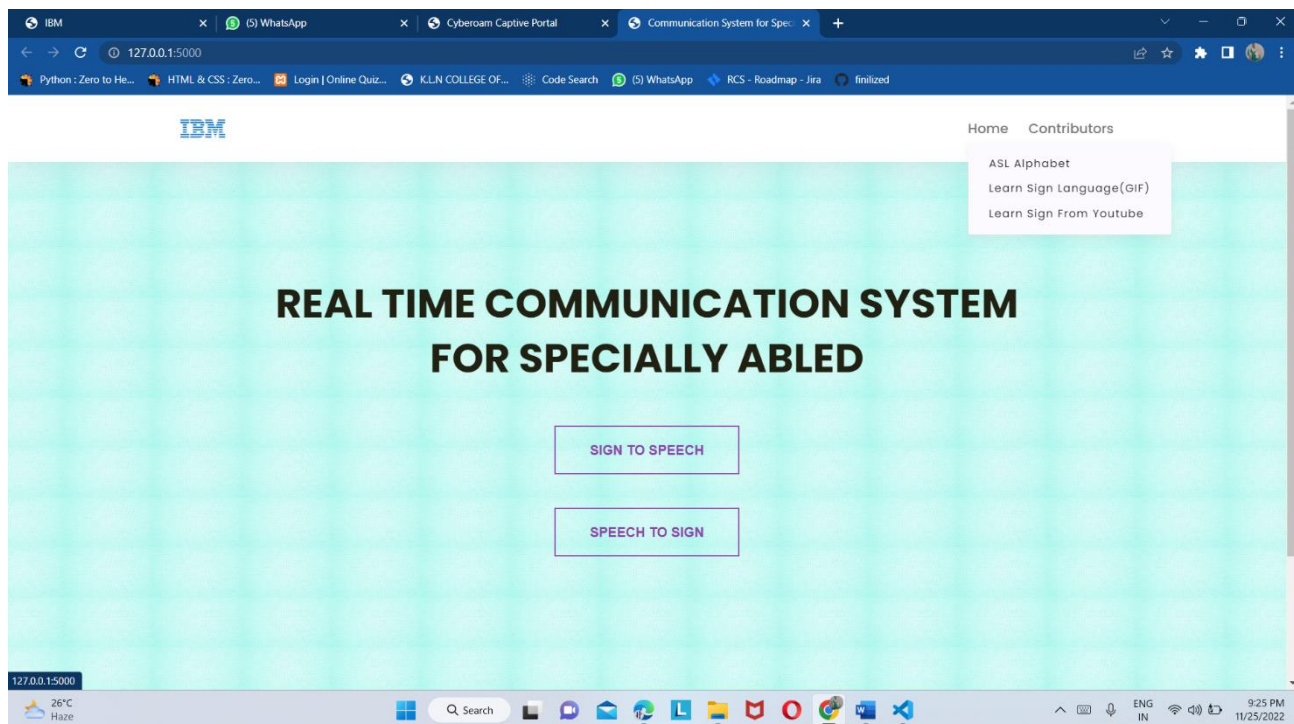 IBM
(5) WhatsApp
Cyberoam Captive Portal
Communication System for Spec
127.0.0.1:5000
Python : Zero to He...
HTML & CSS : Zero...
Login | Online Quiz...
K.L.N COLLEGE OF...
Code Search
(5) WhatsApp
RCS - Roadmap - Jira
finilized
IBM
Home
Contributors
ASL Alphabet
Learn Sign Language(GIF)
Learn Sign From Youtube
REAL TIME COMMUNICATION SYSTEM
FOR SPECIALLY ABLED
SIGN TO SPEECH
SPEECH TO SIGN
127.0.0.1:5000
26°C
Haze
Search
ENG
IN
9:25 PM
11/25/2022